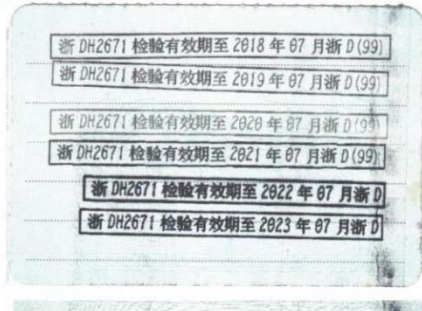 浙 DH2671 检验有效期至 2018 年 07 月浙 D(99)
浙 DH2671 检验有效期至 2019 年 07 月浙 D(99)
浙 DH2671 检验有效期至 2020 年 07 月浙 D(99)
浙 DH2671 检验有效期至 2021 年 07 月浙 D(99)
浙 DH2671 检验有效期至 2022 年 07 月浙 D
浙 DH2671 检验有效期至 2023 年 07 月浙 D